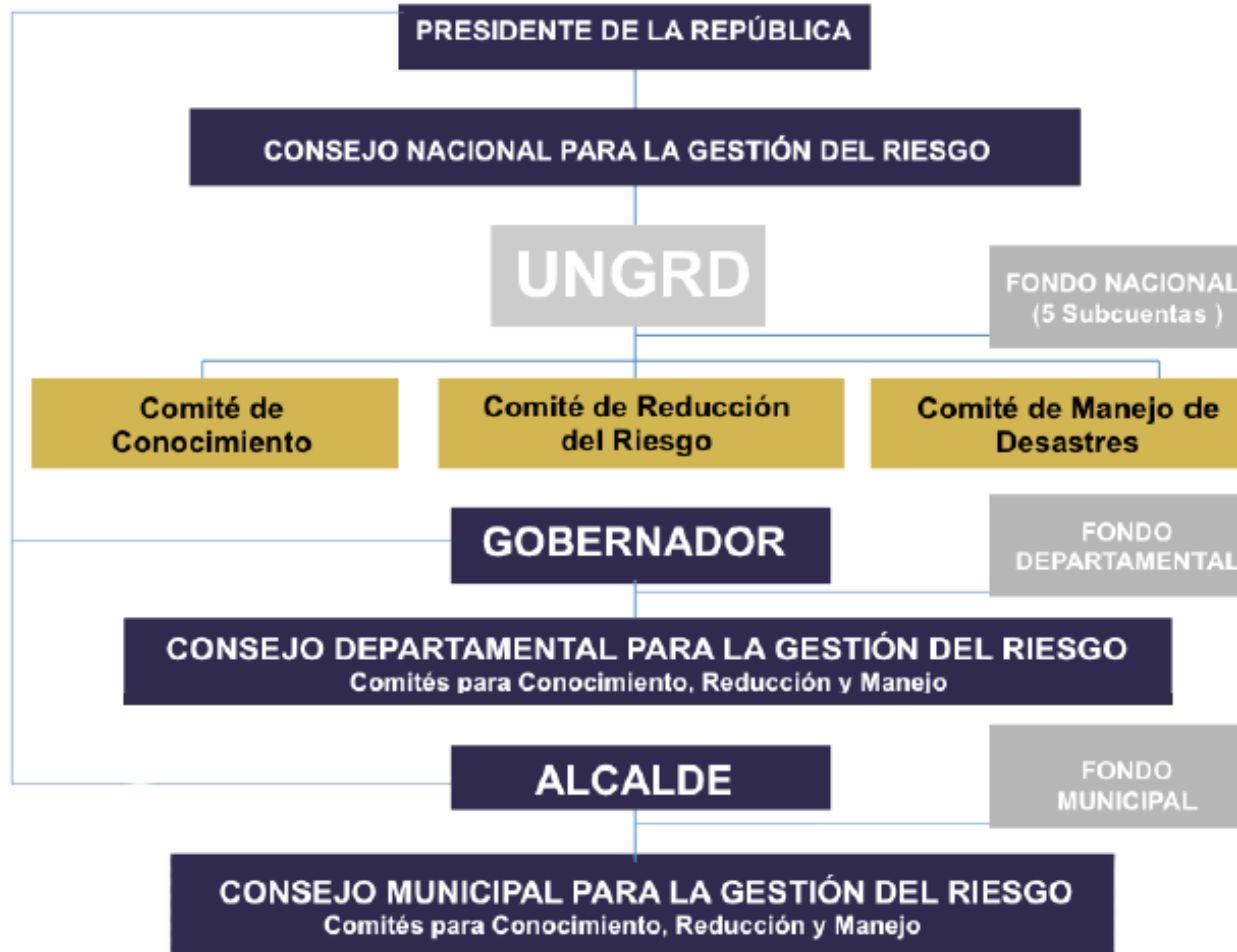 PRESIDENTE DE LA REPÚBLICA
CONSEJO NACIONAL PARA LA GESTIÓN DEL RIESGO
UNGRD
FONDO NACIONAL
(5 Subcuentas )
Comité de
Conocimiento
Comité de Reducción
del Riesgo
Comité de Manejo de
Desastres
GOBERNADOR
FONDO
DEPARTAMENTAL
CONSEJO DEPARTAMENTAL PARA LA GESTIÓN DEL RIESGO
Comités para Conocimiento, Reducción y Manejo
ALCALDE
FONDO
MUNICIPAL
CONSEJO MUNICIPAL PARA LA GESTIÓN DEL RIESGO
Comités para Conocimiento, Reducción y Manejo